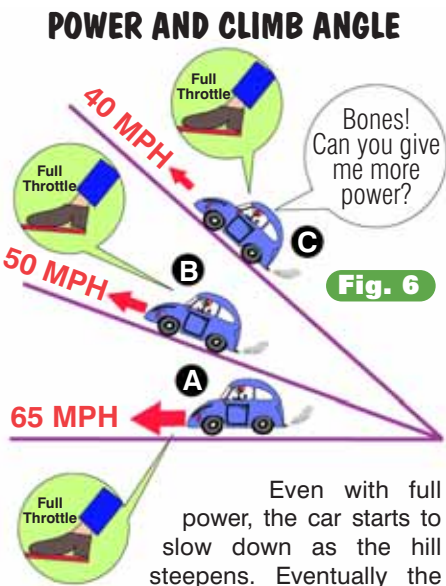 POWER AND CLIMB ANGLE
Full
Throttle
40 MPH
Bones!
Can you give
me more
power?
Full
Throttle
C
B
50 MPH
Fig. 6
A
65 MPH
Full
Throttle
Even with full
power, the car starts to
slow down as the hill
steepens. Eventually the